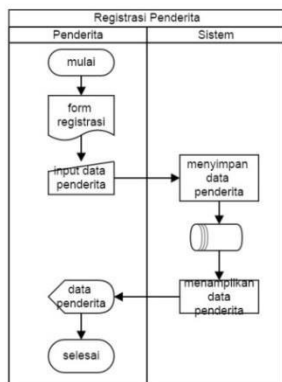 Registrasi Penderita
Penderita
Sistem
mulai
form
registrasi
input data
penderita
menyimpan
data
penderita
menampilkan
data
penderita
data
penderita
selesai